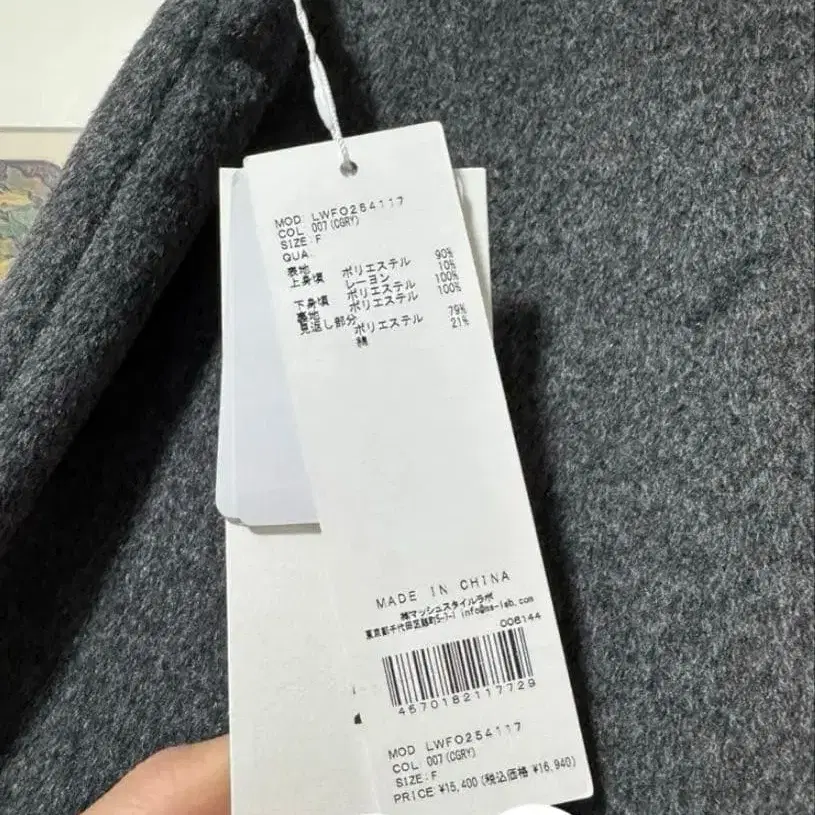 MOD: LWFO254117
COL: 007(CGRY)
SIZE:F
QUA:
表地
上身頃 ポリエステル 90%
レーヨン 10%
下身頃 ポリエステル 100%
裏地 ポリエステル 100%
見返し部分
ポリエステル 79%
綿 21%
MADE IN CHINA
㈱マッシュスタイルラボ
東京都千代田区麹町5-7-1 info@ms-lab.com
008144
4570182117729
MOD LWFO254117
COL: 007(CGRY)
SIZE:F
PRICE ¥15,400(税込価格 ¥16,940)